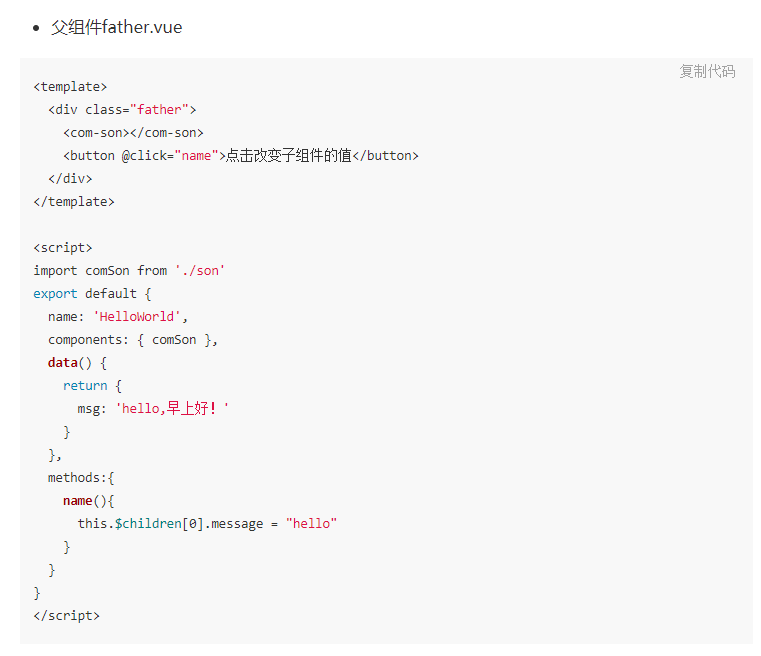 • 父组件father.vue
复制代码
<template>
  <div class="father">
    <com-son></com-son>
    <button @click="name">点击改变子组件的值</button>
  </div>
</template>

<script>
import comSon from './son'
export default {
  name: 'HelloWorld',
  components: { comSon },
  data() {
    return {
      msg: 'hello,早上好！'
    }
  },
  methods:{
    name(){
      this.$children[0].message = "hello"
    }
  }
}
</script>